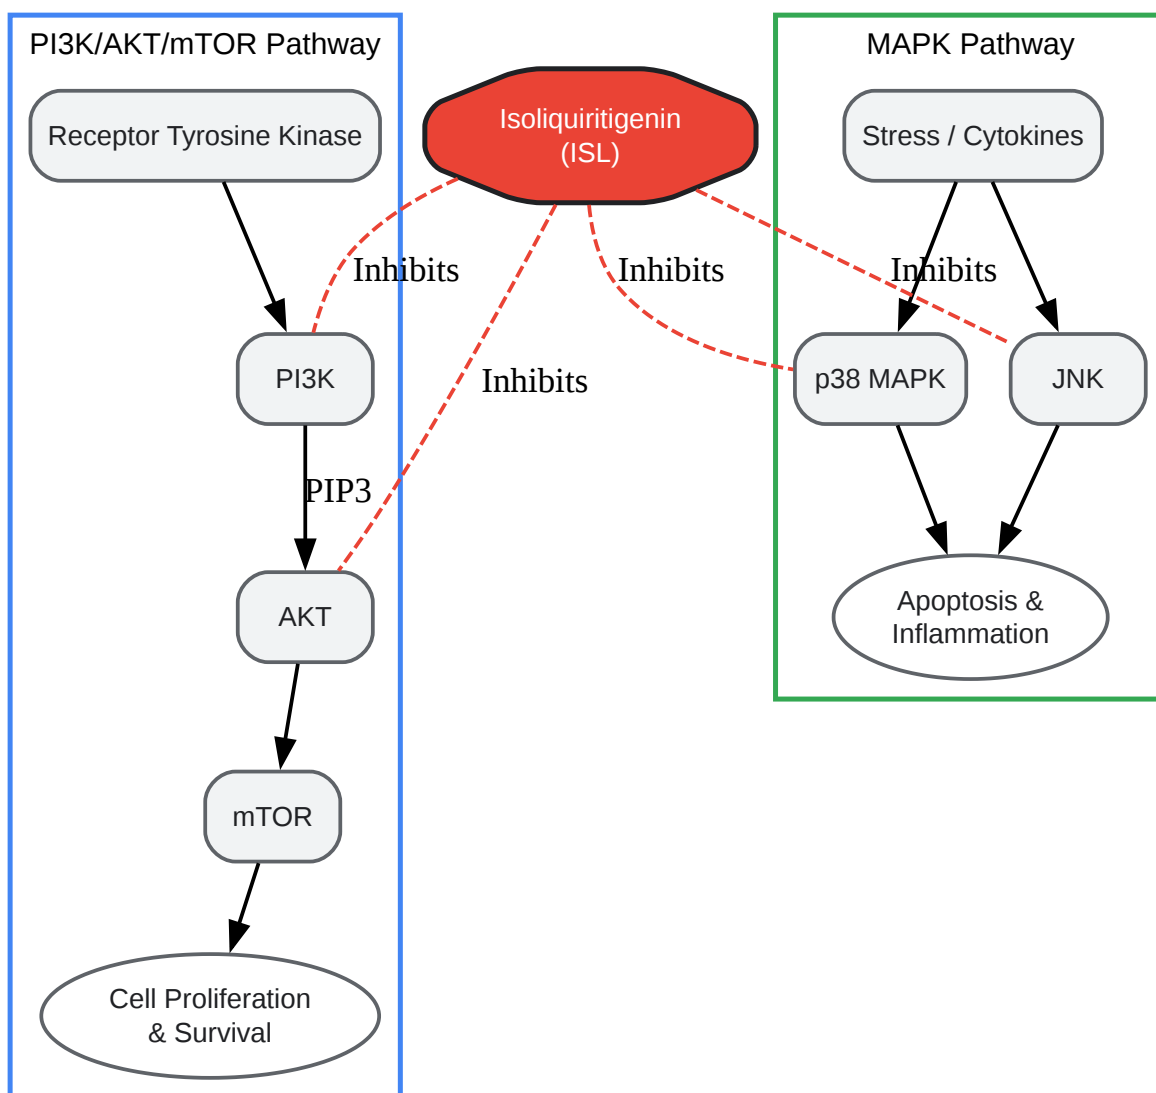 PI3K/AKT/mTOR Pathway
MAPK Pathway
Receptor Tyrosine Kinase
Isoliquiritigenin
(ISL)
Stress / Cytokines
Inhibits
Inhibits
Inhibits
PI3K
Inhibits
p38 MAPK
JNK
PIP3
AKT
Apoptosis &
Inflammation
mTOR
Cell Proliferation
& Survival